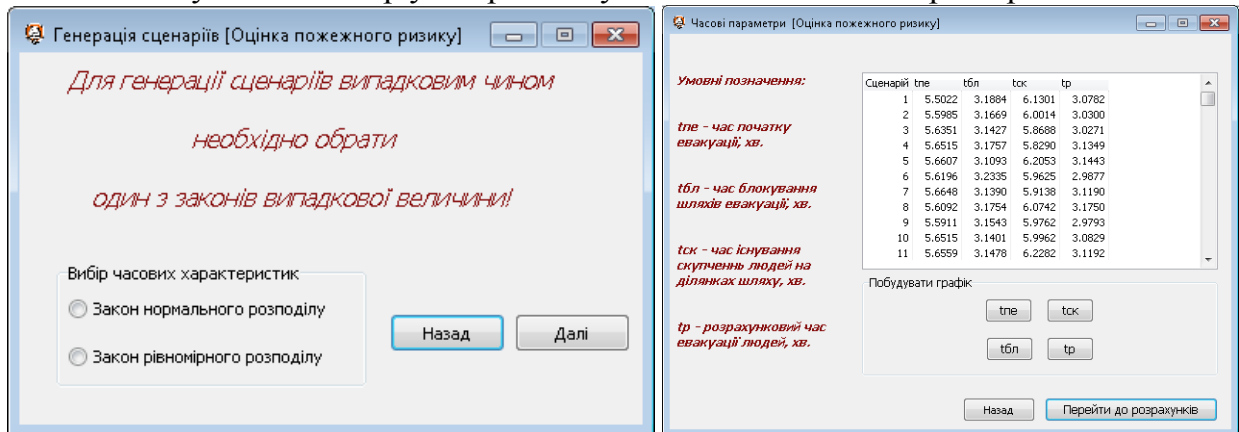 Генерація сценаріїв [Оцінка пожежного ризику]
Для генерації сценаріїв випадковим чином
необхідно обрати
один з законів випадкової величини!
Вибір часових характеристик
Закон нормального розподілу
Закон рівномірного розподілу
Назад
Далі
Часові параметри [Оцінка пожежного ризику]
Умовні позначення:
tпе - час початку
евакуації, хв.
tбл - час блокування
шляхів евакуації, хв.
tск - час існування
скупченнь людей на
ділянках шляху, хв.
tр - розрахунковий час
евакуації людей, хв.
Сценарій tпе tбл tск tр
1 5.5022 3.1884 6.1301 3.0782
2 5.5985 3.1669 6.0014 3.0300
3 5.6351 3.1427 5.8688 3.0271
4 5.6515 3.1757 5.8290 3.1349
5 5.6607 3.1093 6.2053 3.1443
6 5.6196 3.2335 5.9625 2.9877
7 5.6648 3.1390 5.9138 3.1190
8 5.6092 3.1754 6.0742 3.1750
9 5.5911 3.1543 5.9762 2.9793
10 5.6515 3.1401 5.9962 3.0829
11 5.6559 3.1478 6.2282 3.1192
Побудувати графік
tпе tск
tбл tр
Назад
Перейти до розрахунків